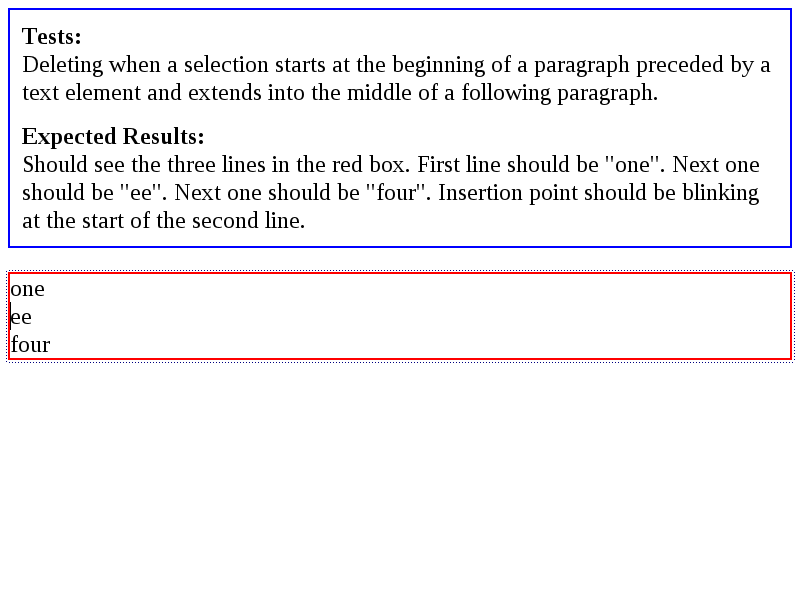 Tests:
Deleting when a selection starts at the beginning of a paragraph preceded by a
text element and extends into the middle of a following paragraph.
Expected Results:
Should see the three lines in the red box. First line should be "one". Next one
should be "ee". Next one should be "four". Insertion point should be blinking
at the start of the second line.
one
ee
four